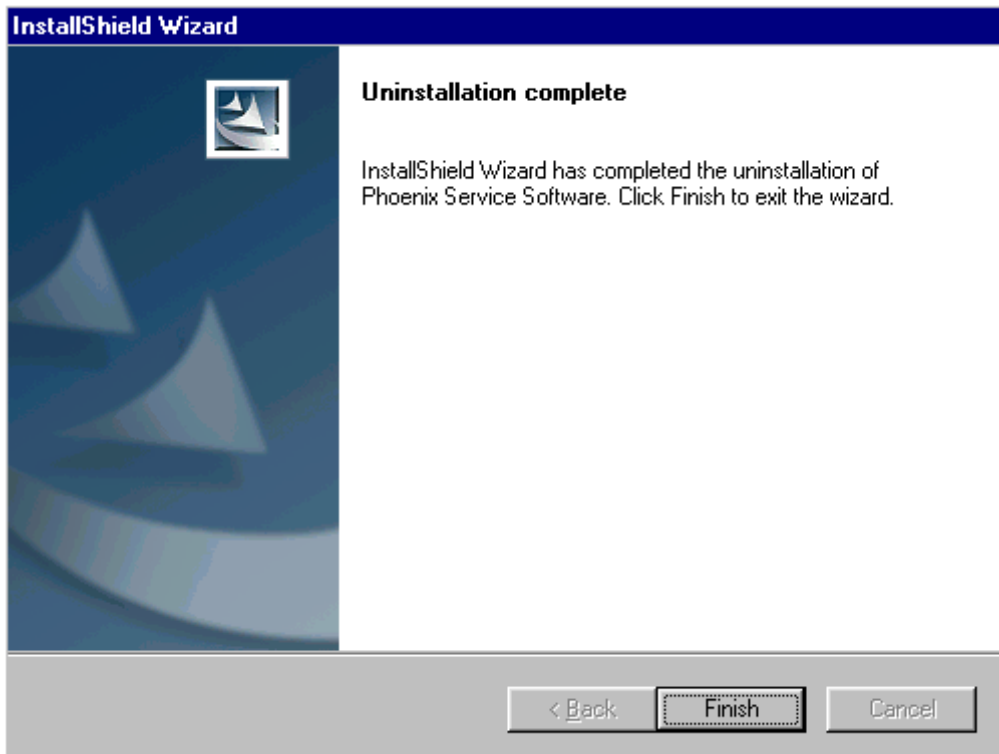 InstallShield Wizard
Uninstallation complete
InstallShield Wizard has completed the uninstallation of
Phoenix Service Software. Click Finish to exit the wizard.
< Back
Finish
Cancel